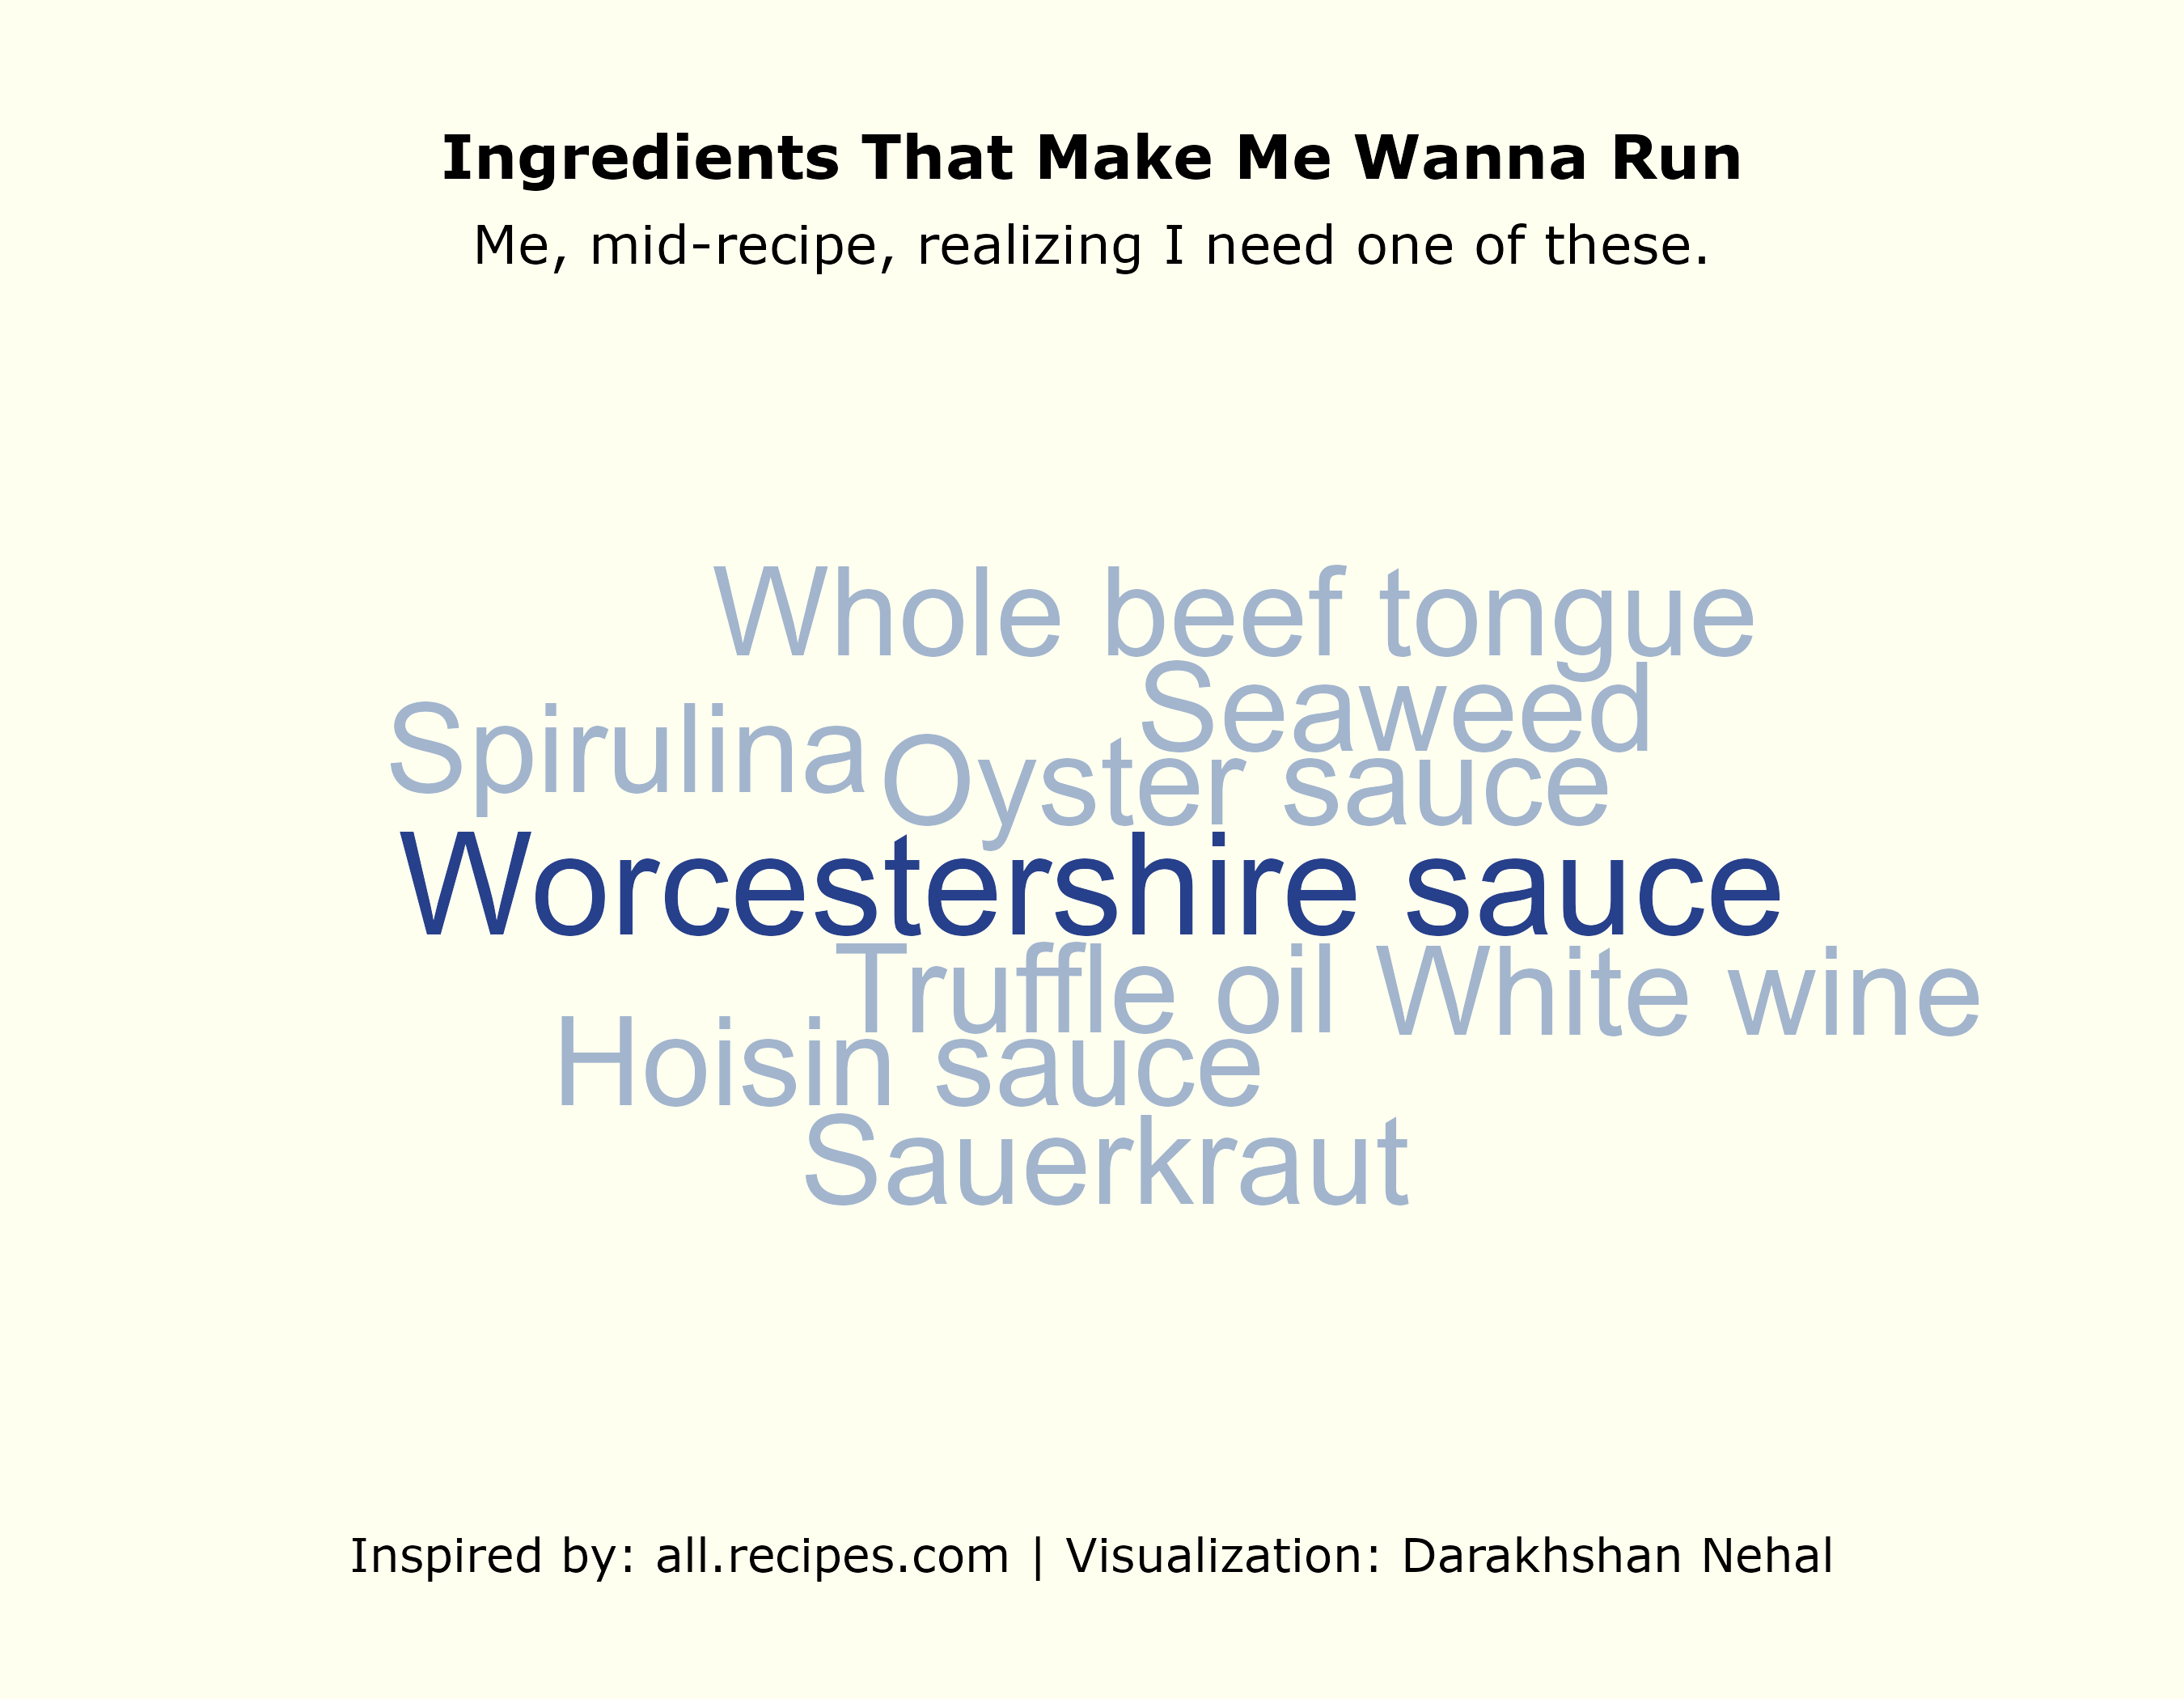 Ingredients That Make Me Wanna Run
Me, mid-recipe, realizing I need one of these.
Whole beef tongue
Seaweed
Spirulina
Oyster sauce
Worcestershire sauce
Truffle oil
White wine
Hoisin sauce
Sauerkraut
Inspired by: all.recipes.com | Visualization: Darakhshan Nehal